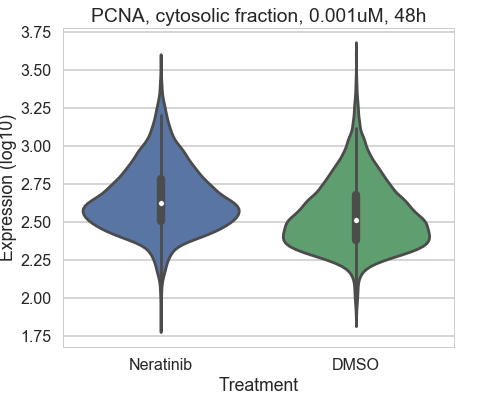 PCNA, cytosolic fraction, 0.001uM, 48h
Expression (log10)
3.75
3.50
3.25
3.00
2.75
2.50
2.25
2.00
1.75
Neratinib DMSO
Treatment